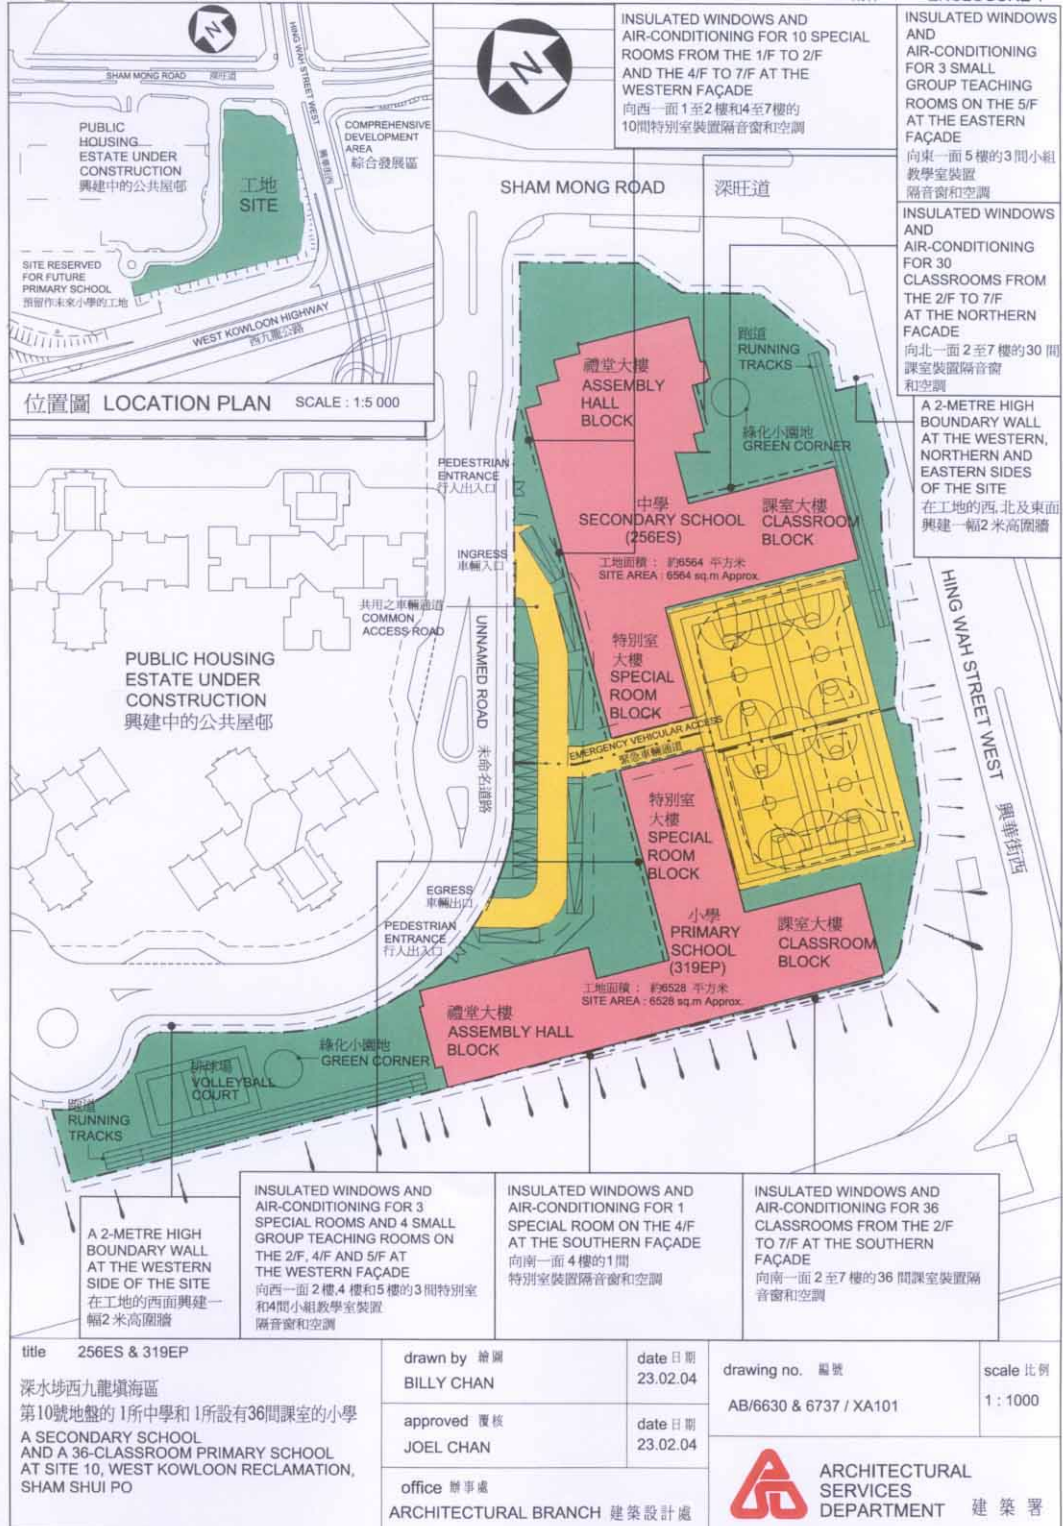 SHAM MONG ROAD 深旺道
HING WAH STREET WEST
興華街西
PUBLIC
HOUSING
ESTATE UNDER
CONSTRUCTION
興建中的公共屋邨
COMPREHENSIVE
DEVELOPMENT
AREA
綜合發展區
工地
SITE
SITE RESERVED
FOR FUTURE
PRIMARY SCHOOL
預留作未來小學的工地
WEST KOWLOON HIGHWAY
西九龍公路
位置圖 LOCATION PLAN SCALE : 1:5 000
N
N
INSULATED WINDOWS AND
AIR-CONDITIONING FOR 10 SPECIAL
ROOMS FROM THE 1/F TO 2/F
AND THE 4/F TO 7/F AT THE
WESTERN FAÇADE
向西一面1至2樓和4至7樓的
10間特別室裝置隔音窗和空調
INSULATED WINDOWS
AND
AIR-CONDITIONING
FOR 3 SMALL
GROUP TEACHING
ROOMS ON THE 5/F
AT THE EASTERN
FAÇADE
向東一面5樓的3間小組
教學室裝置
隔音窗和空調
INSULATED WINDOWS
AND
AIR-CONDITIONING
FOR 30
CLASSROOMS FROM
THE 2/F TO 7/F
AT THE NORTHERN
FACADE
向北一面2至7樓的30間
課室裝置隔音窗
和空調
A 2-METRE HIGH
BOUNDARY WALL
AT THE WESTERN,
NORTHERN AND
EASTERN SIDES
OF THE SITE
在工地的西,北及東面
興建一幅2米高圍牆
SHAM MONG ROAD 深旺道
跑道
RUNNING
TRACKS
禮堂大樓
ASSEMBLY
HALL
BLOCK
綠化小園地
GREEN CORNER
PEDESTRIAN
ENTRANCE
行人出入口
中學
SECONDARY SCHOOL
(256ES)
課室大樓
CLASSROOM
BLOCK
工地面積 : 約6564 平方米
SITE AREA : 6564 sq.m Approx.
INGRESS
車輛入口
共用之車輛通道
COMMON
ACCESS ROAD
UNNAMED ROAD 未命名道路
HING WAH STREET WEST 興華街西
PUBLIC HOUSING
ESTATE UNDER
CONSTRUCTION
興建中的公共屋邨
特別室
大樓
SPECIAL
ROOM
BLOCK
EMERGENCY VEHICULAR ACCESS
緊急車輛通道
特別室
大樓
SPECIAL
ROOM
BLOCK
EGRESS
車輛出口
PEDESTRIAN
ENTRANCE
行人出入口
小學
PRIMARY
SCHOOL
(319EP)
課室大樓
CLASSROOM
BLOCK
工地面積 : 約6528 平方米
SITE AREA : 6528 sq.m Approx.
禮堂大樓
ASSEMBLY HALL
BLOCK
綠化小園地
GREEN CORNER
排球場
VOLLEYBALL
COURT
跑道
RUNNING
TRACKS
A 2-METRE HIGH
BOUNDARY WALL
AT THE WESTERN
SIDE OF THE SITE
在工地的西面興建一
幅2米高圍牆
INSULATED WINDOWS AND
AIR-CONDITIONING FOR 3
SPECIAL ROOMS AND 4 SMALL
GROUP TEACHING ROOMS ON
THE 2/F, 4/F AND 5/F AT
THE WESTERN FAÇADE
向西一面2樓,4樓和5樓的3間特別室
和4間小組教學室裝置
隔音窗和空調
INSULATED WINDOWS AND
AIR-CONDITIONING FOR 1
SPECIAL ROOM ON THE 4/F
AT THE SOUTHERN FAÇADE
向南一面4樓的1間
特別室裝置隔音窗和空調
INSULATED WINDOWS AND
AIR-CONDITIONING FOR 36
CLASSROOMS FROM THE 2/F
TO 7/F AT THE SOUTHERN
FAÇADE
向南一面2至7樓的36間課室裝置隔
音窗和空調
title 256ES & 319EP
深水埗西九龍填海區
第10號地盤的1所中學和1所設有36間課室的小學
A SECONDARY SCHOOL
AND A 36-CLASSROOM PRIMARY SCHOOL
AT SITE 10, WEST KOWLOON RECLAMATION,
SHAM SHUI PO
drawn by 繪圖
BILLY CHAN
date 日期
23.02.04
approved 覆核
JOEL CHAN
date 日期
23.02.04
office 辦事處
ARCHITECTURAL BRANCH 建築設計處
drawing no. 編號
AB/6630 & 6737 / XA101
scale 比例
1 : 1000
ARCHITECTURAL
SERVICES
DEPARTMENT 建築署